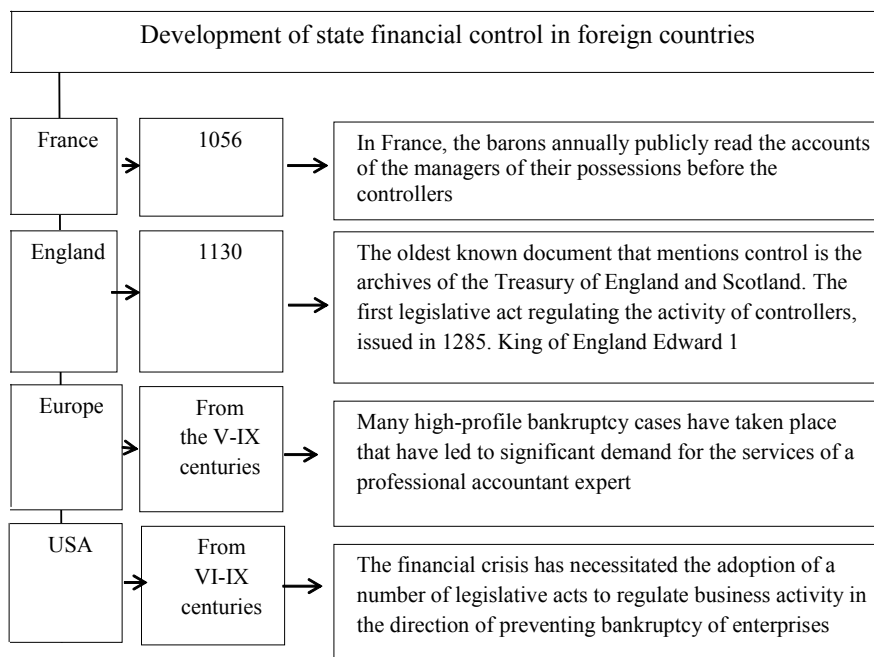 Development of state financial control in foreign countries
France
1056
In France, the barons annually publicly read the accounts
of the managers of their possessions before the
controllers
England
1130
The oldest known document that mentions control is the
archives of the Treasury of England and Scotland. The
first legislative act regulating the activity of controllers,
issued in 1285. King of England Edward 1
Europe
From
the V-IX
centuries
Many high-profile bankruptcy cases have taken place
that have led to significant demand for the services of a
professional accountant expert
USA
From
VI-IX
centuries
The financial crisis has necessitated the adoption of a
number of legislative acts to regulate business activity in
the direction of preventing bankruptcy of enterprises